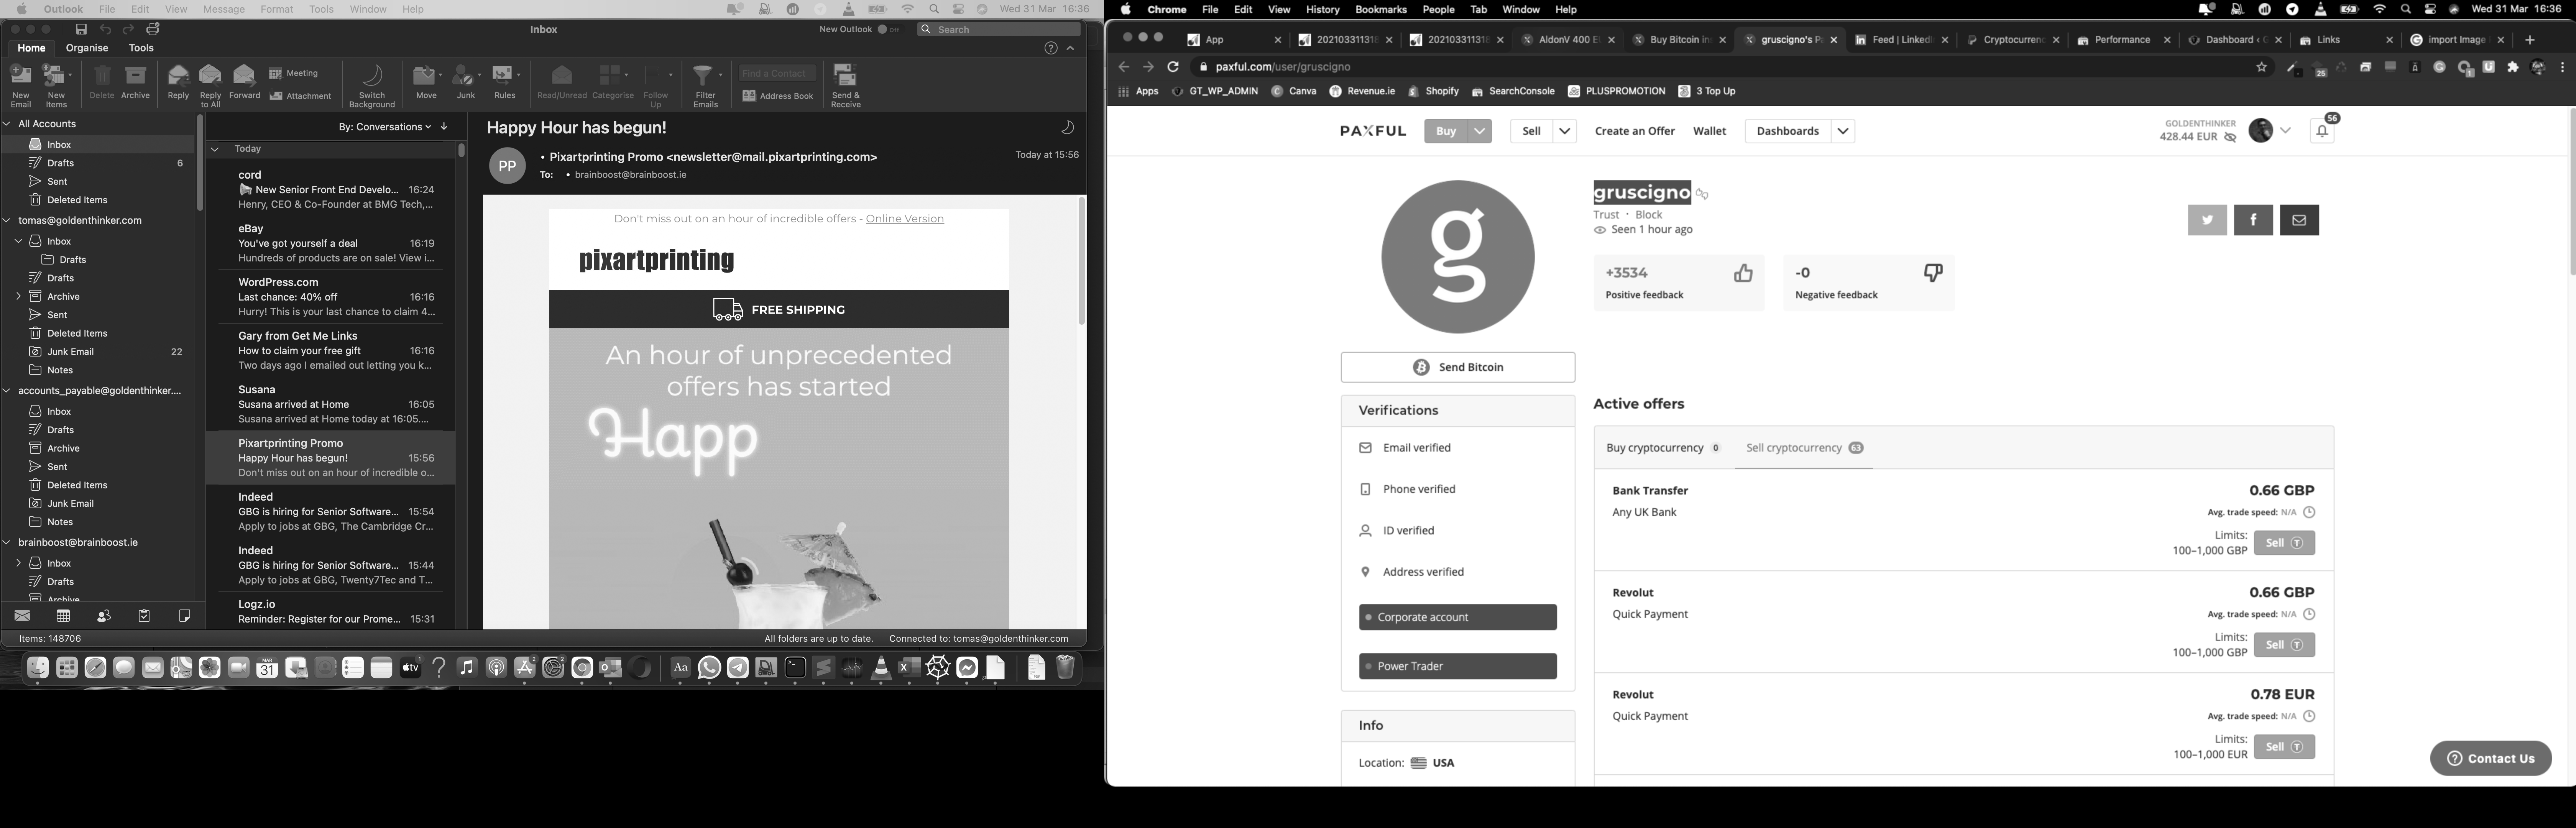 Outlook File Edit View Message Format Tools Window Help
Wed 31 Mar 16:36
Inbox
New Outlook Off
Search
Home Organise Tools
New Email
New Items
Delete Archive
Reply
Reply to All
Forward
Meeting
Attachment
Switch Background
Move Junk Rules
Read/Unread Categorise Follow Up
Filter Emails
Find a Contact
Address Book
Send & Receive
All Accounts
Inbox
Drafts 6
Sent
Deleted Items
tomas@goldenthinker.com
Inbox
Drafts
Drafts
Archive
Sent
Deleted Items
Junk Email 22
Notes
accounts_payable@goldenthinker....
Inbox
Drafts
Archive
Sent
Deleted Items
Junk Email
Notes
brainboost@brainboost.ie
Inbox
Drafts
Archive
Items: 148706
By: Conversations
Today
cord
New Senior Front End Develo... 16:24
Henry, CEO & Co-Founder at BMG Tech,...
eBay
You've got yourself a deal 16:19
Hundreds of products are on sale! View i...
WordPress.com
Last chance: 40% off 16:16
Hurry! This is your last chance to claim 4...
Gary from Get Me Links
How to claim your free gift 16:16
Two days ago I emailed out letting you k...
Susana
Susana arrived at Home 16:05
Susana arrived at Home today at 16:05....
Pixartprinting Promo
Happy Hour has begun! 15:56
Don't miss out on an hour of incredible o...
Indeed
GBG is hiring for Senior Software... 15:54
Apply to jobs at GBG, The Cambridge Cr...
Indeed
GBG is hiring for Senior Software... 15:44
Apply to jobs at GBG, Twenty7Tec and T...
Logz.io
Reminder: Register for our Prome... 15:31
Happy Hour has begun!
PP
Pixartprinting Promo <newsletter@mail.pixartprinting.com>
Today at 15:56
To: brainboost@brainboost.ie
Don't miss out on an hour of incredible offers - Online Version
pixartprinting
FREE SHIPPING
An hour of unprecedented
offers has started
Happ
All folders are up to date. Connected to: tomas@goldenthinker.com
MAR
31
tv
Aa
Chrome File Edit View History Bookmarks People Tab Window Help
Wed 31 Mar 16:36
App
20210331131
20210331131
AldonV 400 E
Buy Bitcoin in
gruscigno's P
Feed | LinkedI
Cryptocurrenc
Performance
Dashboard ‹ G
Links
import Image
paxful.com/user/gruscigno
25
1
Apps GT_WP_ADMIN Canva Revenue.ie Shopify SearchConsole PLUSPROMOTION 3 Top Up
PAXFUL
Buy
Sell
Create an Offer
Wallet
Dashboards
GOLDENTHINKER
428.44 EUR
56
g
gruscigno
Trust · Block
Seen 1 hour ago
+3534
Positive feedback
-0
Negative feedback
Send Bitcoin
Verifications
Email verified
Phone verified
ID verified
Address verified
Corporate account
Power Trader
Info
Location: USA
Active offers
Buy cryptocurrency 0
Sell cryptocurrency 63
Bank Transfer 0.66 GBP
Any UK Bank
Avg. trade speed: N/A
Limits:
100–1,000 GBP
Sell
Revolut 0.66 GBP
Quick Payment
Avg. trade speed: N/A
Limits:
100–1,000 GBP
Sell
Revolut 0.78 EUR
Quick Payment
Avg. trade speed: N/A
Limits:
100–1,000 EUR
Sell
Contact Us